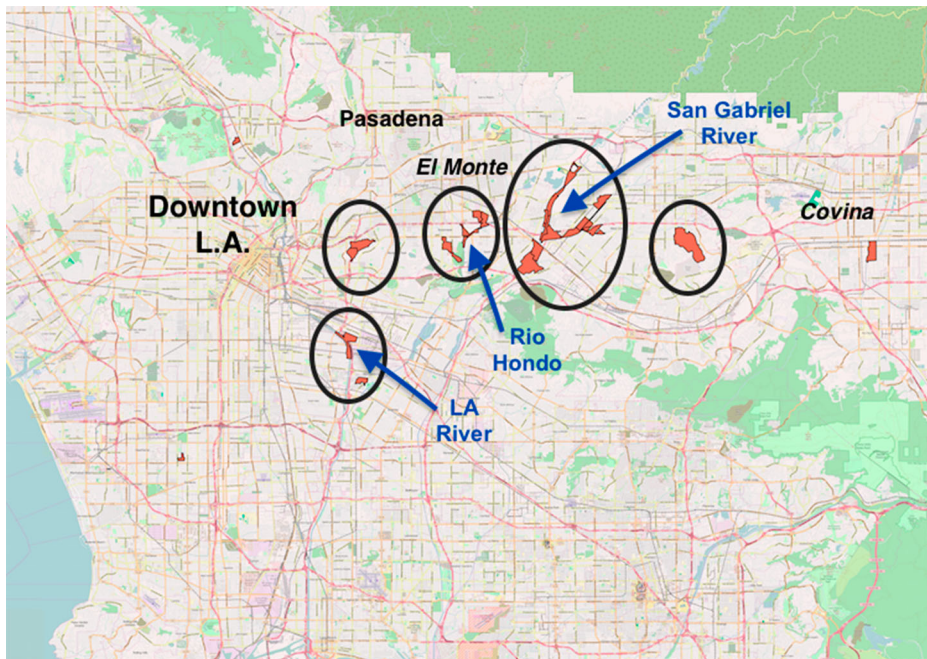 San Gabriel
River
Pasadena
El Monte
Downtown
L.A.
Covina
Rio
Hondo
LA
River